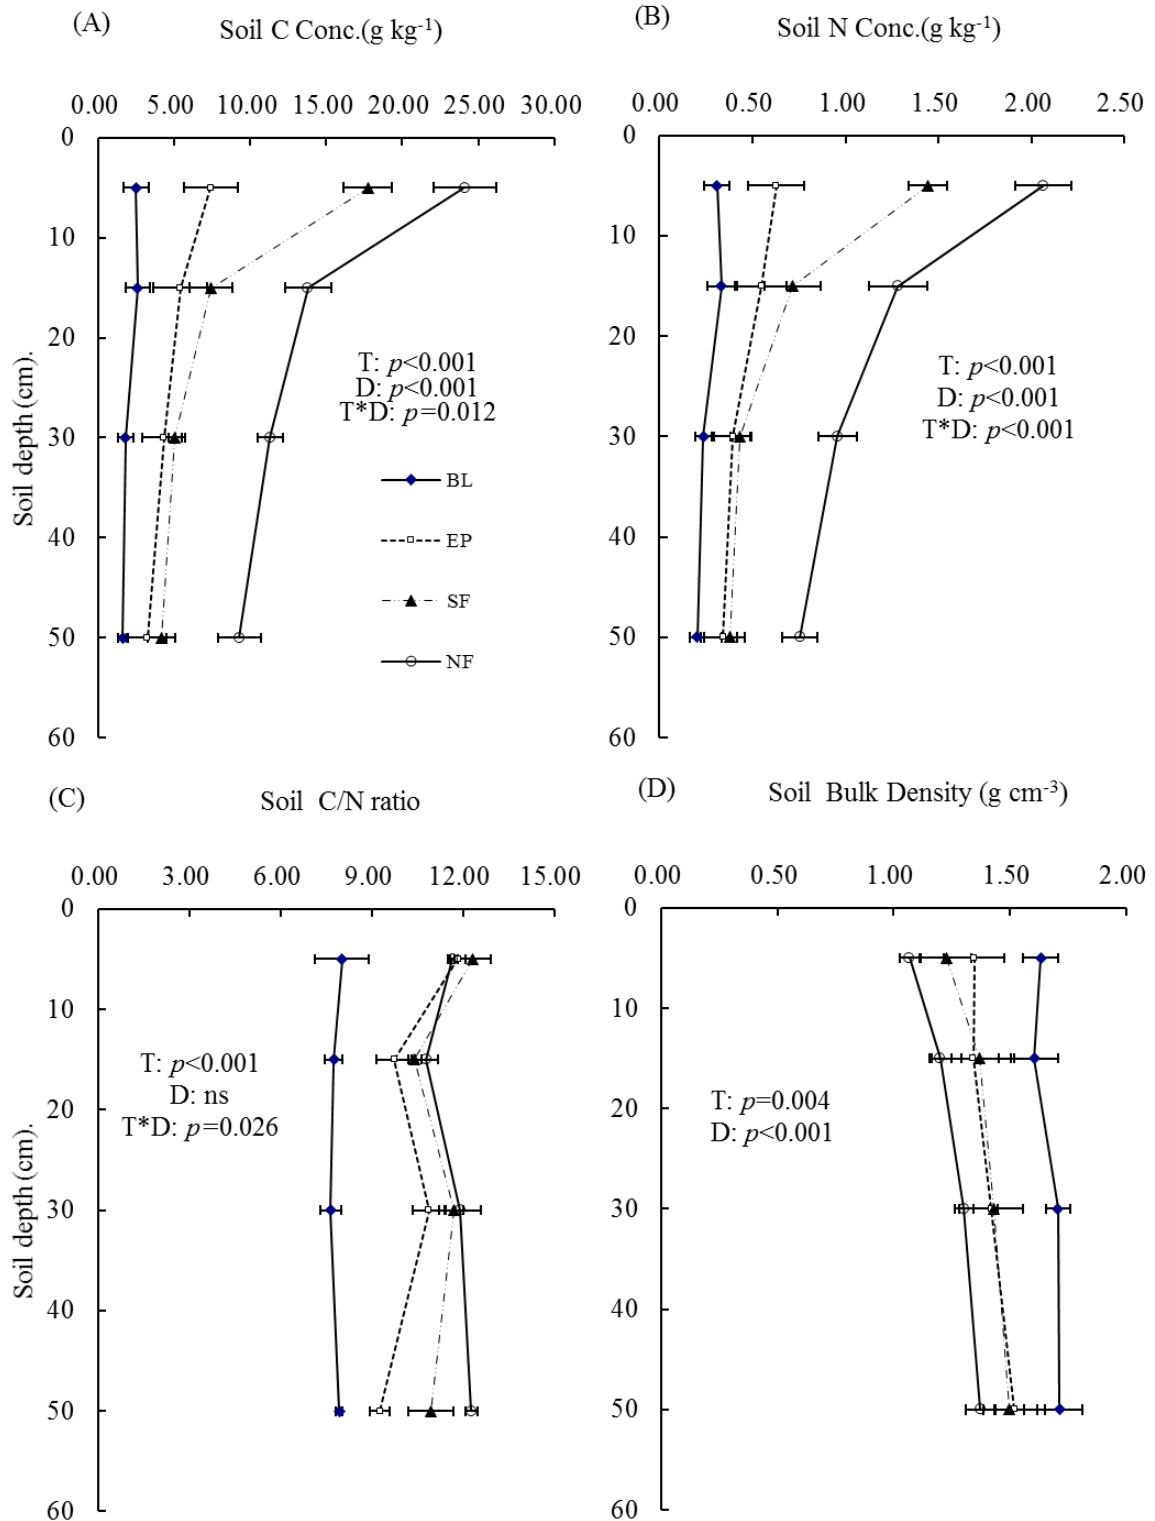 (A) Soil C Conc.(g kg-1)
0.00 5.00 10.00 15.00 20.00 25.00 30.00
0
10
20
30
40
50
60
Soil depth (cm).
T: p<0.001
D: p<0.001
T*D: p=0.012
BL
EP
SF
NF
(B) Soil N Conc.(g kg-1)
0.00 0.50 1.00 1.50 2.00 2.50
0
10
20
30
40
50
60
T: p<0.001
D: p<0.001
T*D: p<0.001
(C) Soil C/N ratio
0.00 3.00 6.00 9.00 12.00 15.00
0
10
20
30
40
50
60
Soil depth (cm).
T: p<0.001
D: ns
T*D: p=0.026
(D) Soil Bulk Density (g cm-3)
0.00 0.50 1.00 1.50 2.00
0
10
20
30
40
50
60
T: p=0.004
D: p<0.001